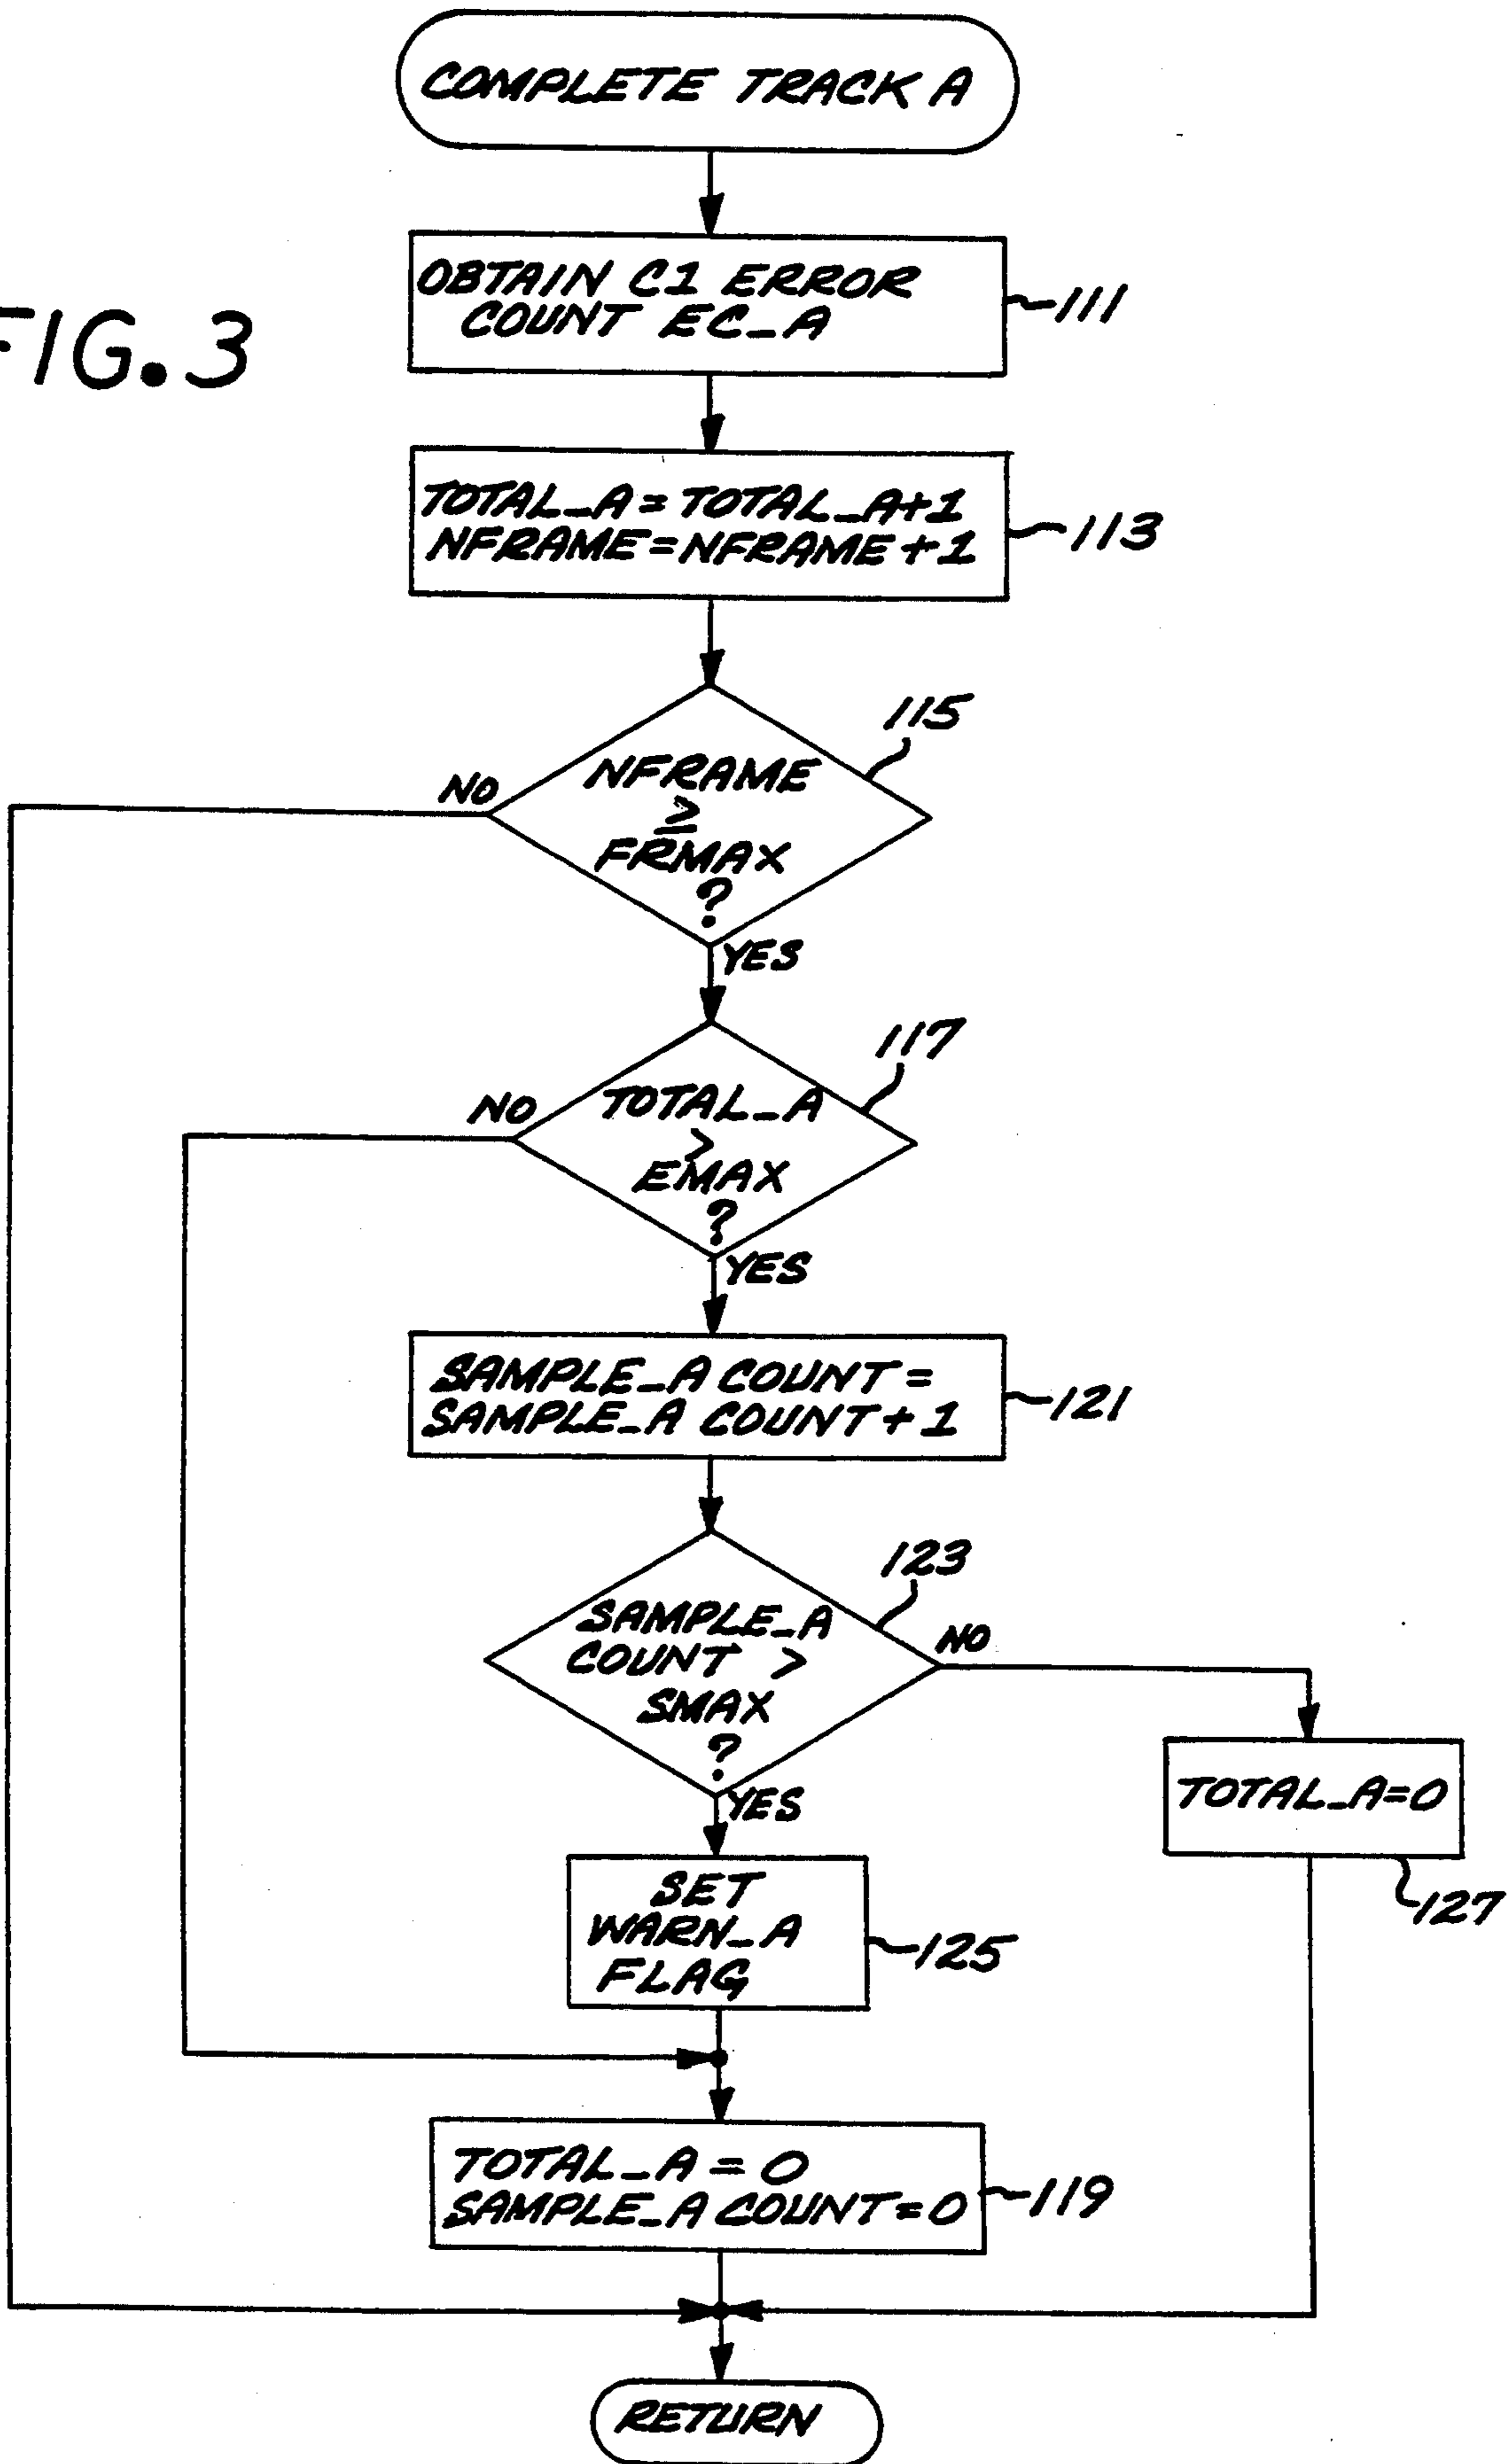 COMPLETE TRACK A
FIG. 3
OBTAIN C1 ERROR
COUNT EC_A
111
TOTAL_A = TOTAL_A+1
NFRAME = NFRAME + 1
113
115
NFRAME
≥
FRMAX
?
NO
YES
117
TOTAL_A
>
EMAX
?
NO
YES
SAMPLE_A COUNT =
SAMPLE_A COUNT + 1
121
123
SAMPLE_A
COUNT >
SMAX
?
NO
YES
TOTAL_A=0
127
SET
WARN_A
FLAG
125
TOTAL_A = 0
SAMPLE_A COUNT = 0
119
RETURN